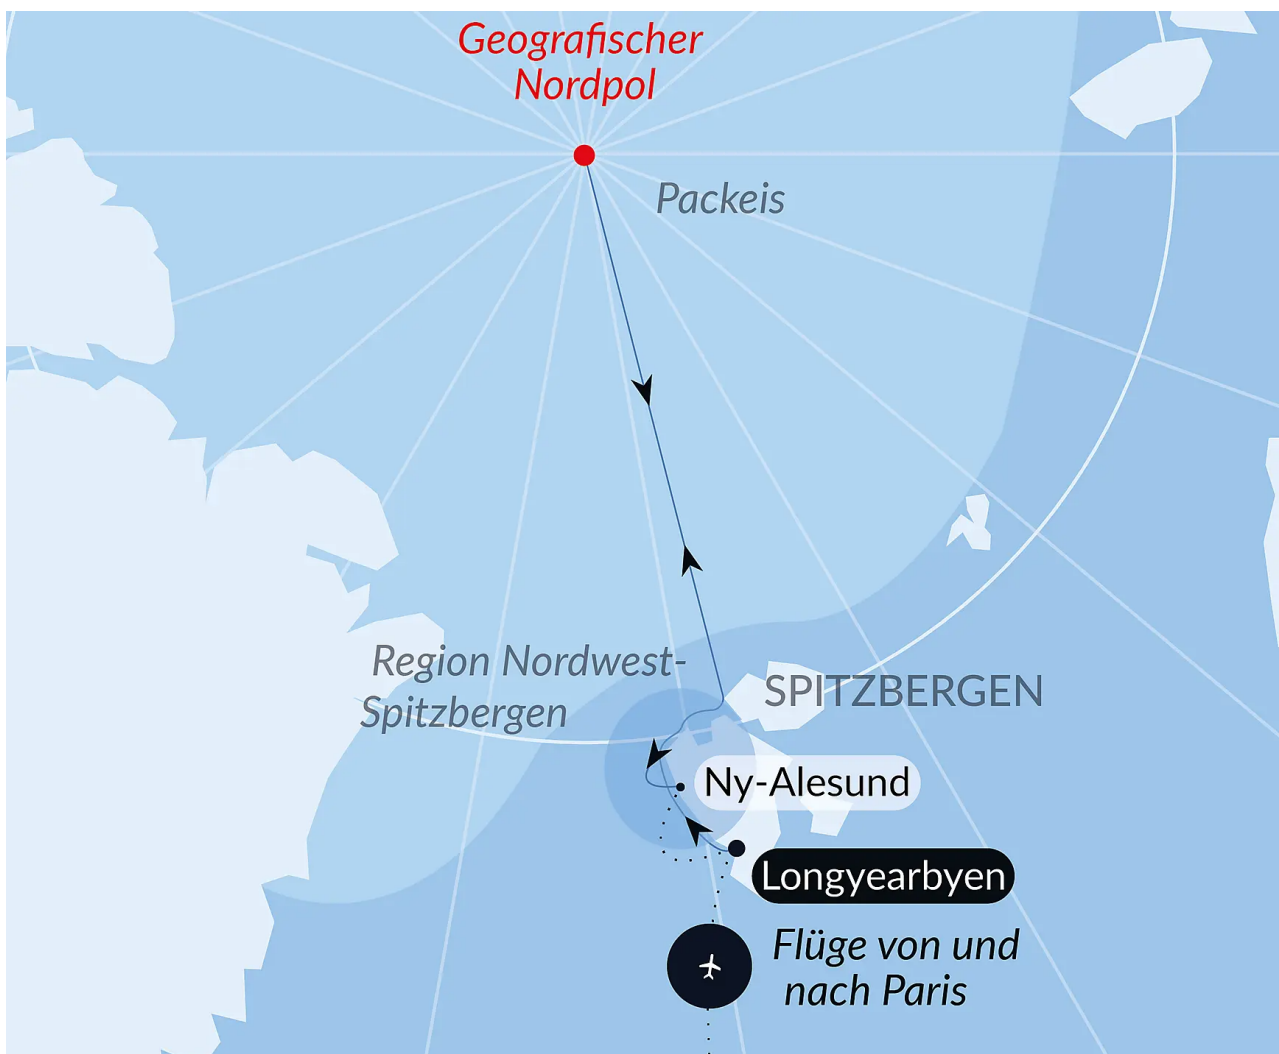 Geografischer
Nordpol
Packeis
Region Nordwest-
Spitzbergen
SPITZBERGEN
Ny-Alesund
Longyearbyen
Flüge von und
nach Paris